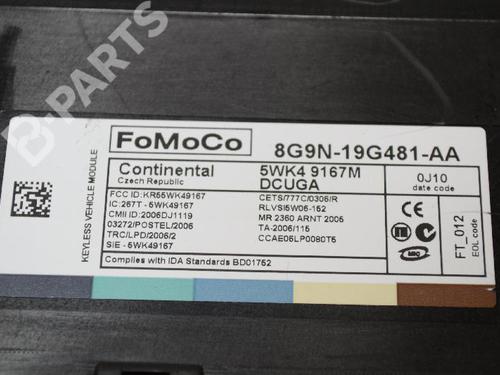 B-PARTS
KEYLESS VEHICLE MODULE
FoMoCo
8G9N-19G481-AA
Continental
Czech Republic
5WK4 9167M
DCUGA
0J10
date code
FCC ID: KR55WK49167
IC: 267T - 5WK49167
CMII ID: 2006DJ1119
03272/POSTEL/2006
TRC/LPD/2006/2
SIE - 5WK49167
CETS/777C/0306/R
RLVSI5W06-152
MR 2360 ARNT 2005
TA-2006/115
CCAE06LP0080T5
Complies with IDA Standards BD01752
FT_012
EOL code